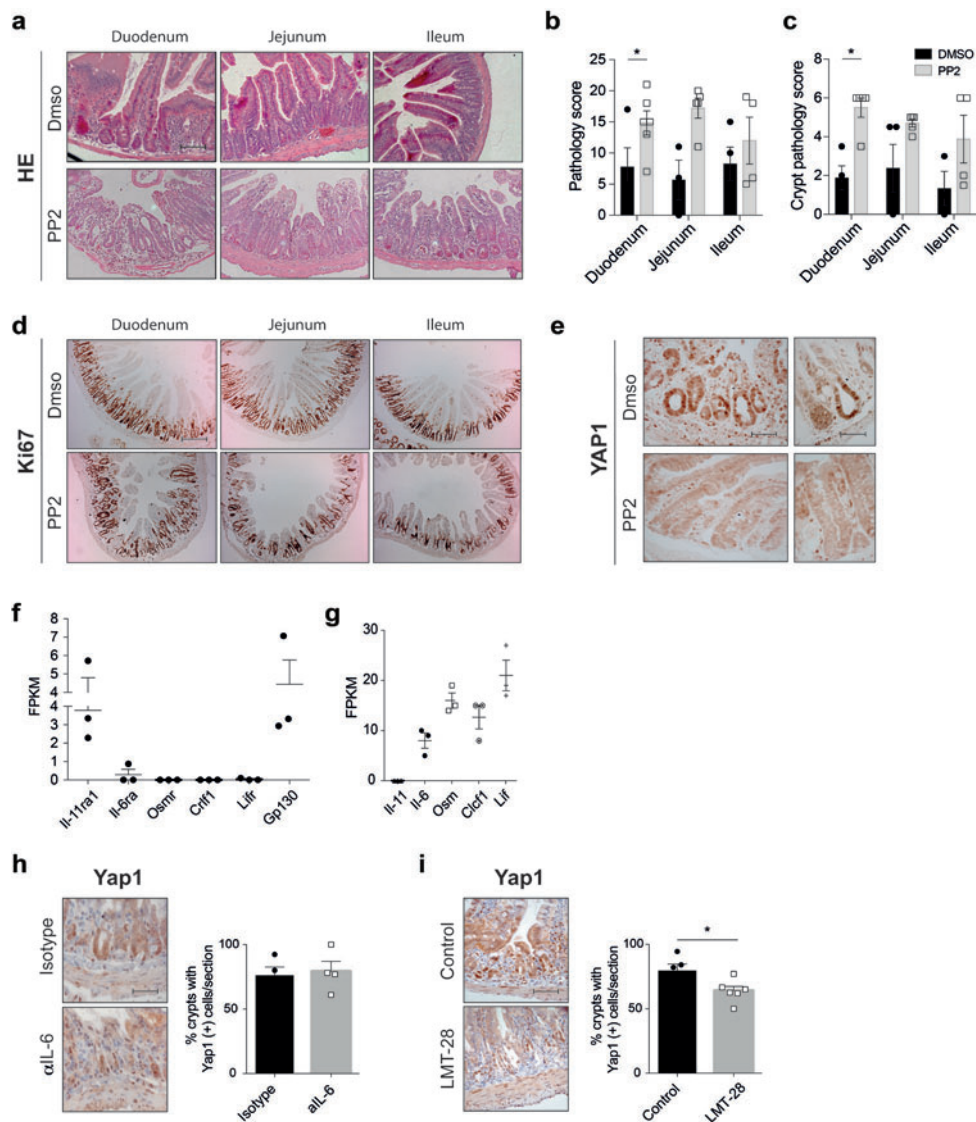 a
Duodenum Jejunum Ileum
HE
Dmso
PP2
b
Pathology score
25
20
15
10
5
0
*
Duodenum
Jejunum
Ileum
c
Crypt pathology score
8
6
4
2
0
*
DMSO
PP2
Duodenum
Jejunum
Ileum
d
Duodenum Jejunum Ileum
Ki67
Dmso
PP2
e
YAP1
Dmso
PP2
f
FPKM
8
7
6
5
4
4
3
2
1
0
Il-11ra1
Il-6ra
Osmr
Crlf1
Lifr
Gp130
g
FPKM
30
20
10
0
Il-11
Il-6
Osm
Clcf1
Lif
h
Yap1
Isotype
αIL-6
% crypts with
Yap1 (+) cells/section
100
50
0
Isotype
aIL-6
i
Yap1
Control
LMT-28
% crypts with
Yap1 (+) cells/section
100
50
0
*
Control
LMT-28